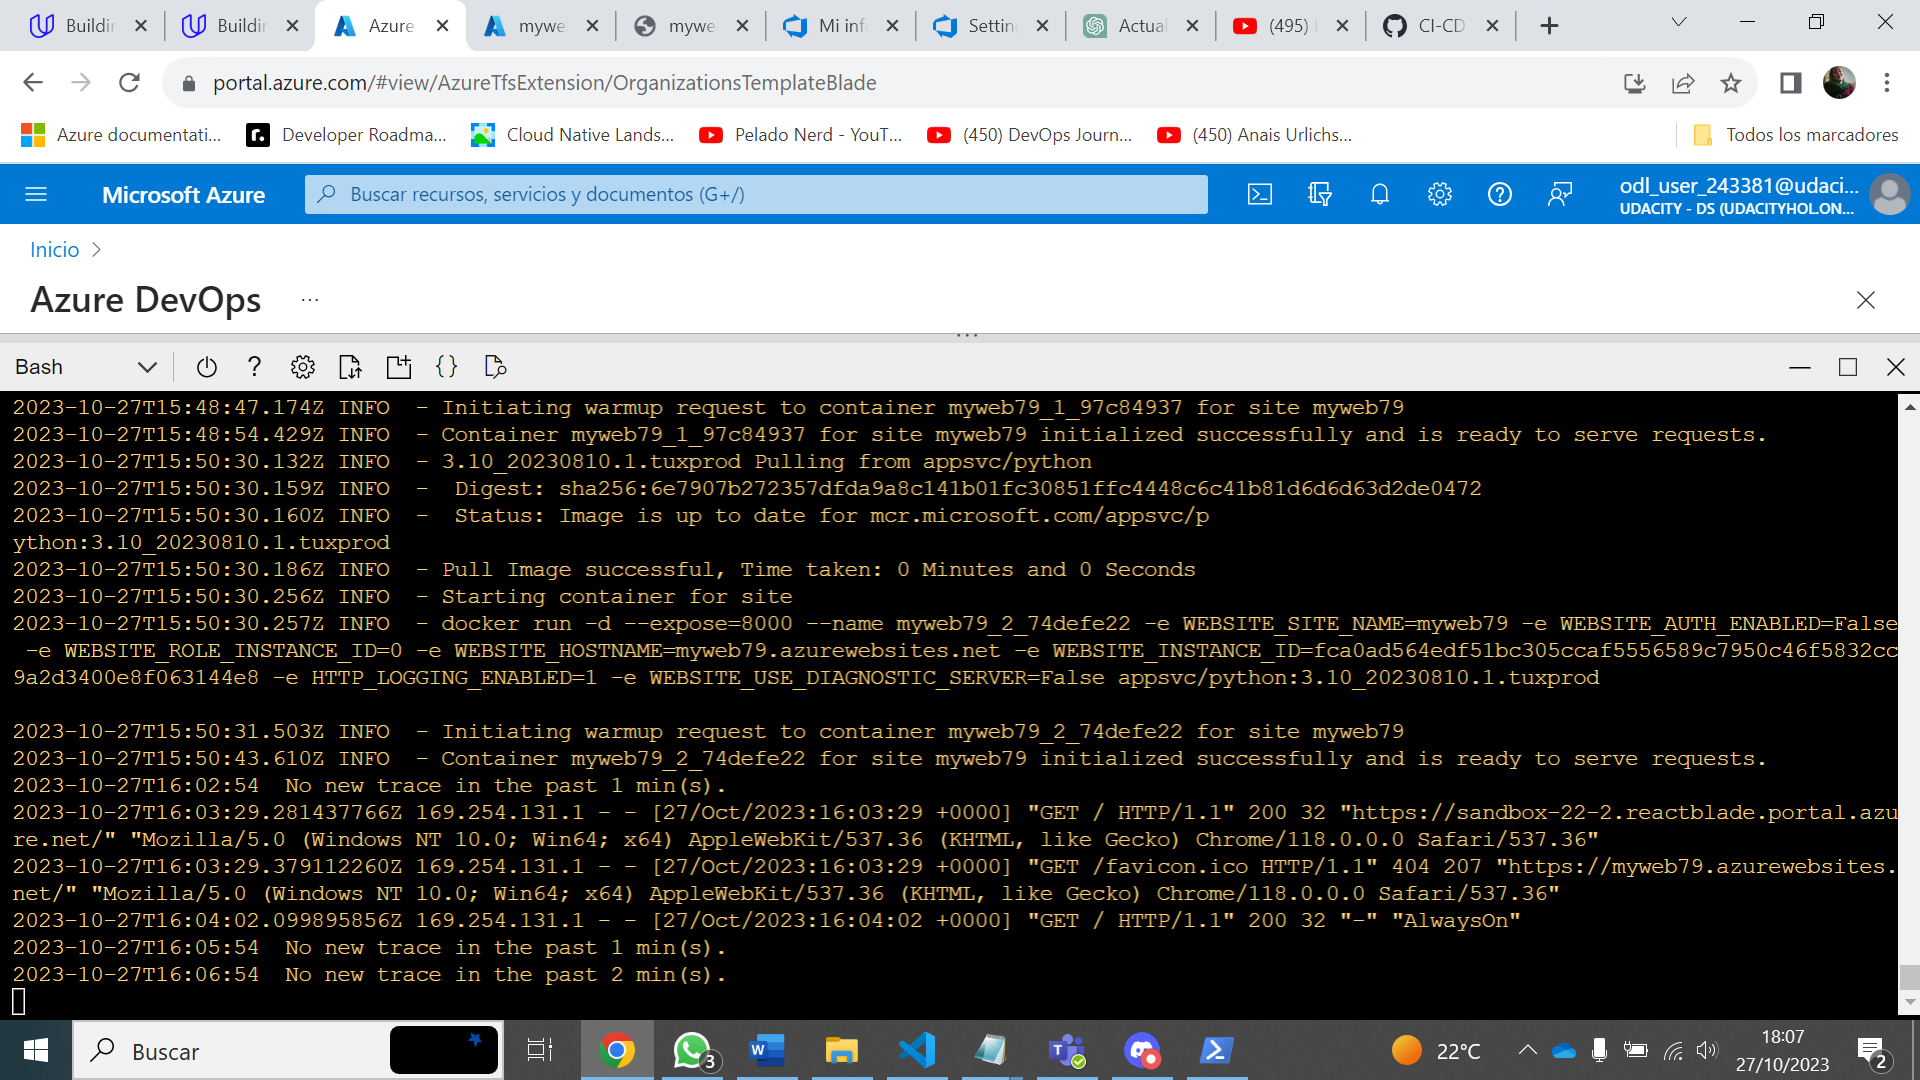 Buildin
Buildin
Azure
mywe
mywe
Mi inf
Setting
Actual
(495)
CI-CD
portal.azure.com/#view/AzureTfsExtension/OrganizationsTemplateBlade
Azure documentati...
Developer Roadma...
Cloud Native Lands...
Pelado Nerd - YouT...
(450) DevOps Journ...
(450) Anais Urlichs...
Todos los marcadores
Microsoft Azure
Buscar recursos, servicios y documentos (G+/)
odl_user_243381@udaci...
UDACITY - DS (UDACITYHOL.ON...
Inicio
Azure DevOps
Bash
2023-10-27T15:48:47.174Z INFO  - Initiating warmup request to container myweb79_1_97c84937 for site myweb79
2023-10-27T15:48:54.429Z INFO  - Container myweb79_1_97c84937 for site myweb79 initialized successfully and is ready to serve requests.
2023-10-27T15:50:30.132Z INFO  - 3.10_20230810.1.tuxprod Pulling from appsvc/python
2023-10-27T15:50:30.159Z INFO  -  Digest: sha256:6e7907b272357dfda9a8c141b01fc30851ffc4448c6c41b81d6d6d63d2de0472
2023-10-27T15:50:30.160Z INFO  -  Status: Image is up to date for mcr.microsoft.com/appsvc/p
ython:3.10_20230810.1.tuxprod
2023-10-27T15:50:30.186Z INFO  - Pull Image successful, Time taken: 0 Minutes and 0 Seconds
2023-10-27T15:50:30.256Z INFO  - Starting container for site
2023-10-27T15:50:30.257Z INFO  - docker run -d --expose=8000 --name myweb79_2_74defe22 -e WEBSITE_SITE_NAME=myweb79 -e WEBSITE_AUTH_ENABLED=False
-e WEBSITE_ROLE_INSTANCE_ID=0 -e WEBSITE_HOSTNAME=myweb79.azurewebsites.net -e WEBSITE_INSTANCE_ID=fca0ad564edf51bc305ccaf5556589c7950c46f5832cc
9a2d3400e8f063144e8 -e HTTP_LOGGING_ENABLED=1 -e WEBSITE_USE_DIAGNOSTIC_SERVER=False appsvc/python:3.10_20230810.1.tuxprod
2023-10-27T15:50:31.503Z INFO  - Initiating warmup request to container myweb79_2_74defe22 for site myweb79
2023-10-27T15:50:43.610Z INFO  - Container myweb79_2_74defe22 for site myweb79 initialized successfully and is ready to serve requests.
2023-10-27T16:02:54  No new trace in the past 1 min(s).
2023-10-27T16:03:29.281437766Z 169.254.131.1 - - [27/Oct/2023:16:03:29 +0000] "GET / HTTP/1.1" 200 32 "https://sandbox-22-2.reactblade.portal.azu
re.net/" "Mozilla/5.0 (Windows NT 10.0; Win64; x64) AppleWebKit/537.36 (KHTML, like Gecko) Chrome/118.0.0.0 Safari/537.36"
2023-10-27T16:03:29.379112260Z 169.254.131.1 - - [27/Oct/2023:16:03:29 +0000] "GET /favicon.ico HTTP/1.1" 404 207 "https://myweb79.azurewebsites.
net/" "Mozilla/5.0 (Windows NT 10.0; Win64; x64) AppleWebKit/537.36 (KHTML, like Gecko) Chrome/118.0.0.0 Safari/537.36"
2023-10-27T16:04:02.099895856Z 169.254.131.1 - - [27/Oct/2023:16:04:02 +0000] "GET / HTTP/1.1" 200 32 "-" "AlwaysOn"
2023-10-27T16:05:54  No new trace in the past 1 min(s).
2023-10-27T16:06:54  No new trace in the past 2 min(s).
Buscar
3
22°C
18:07
27/10/2023
2